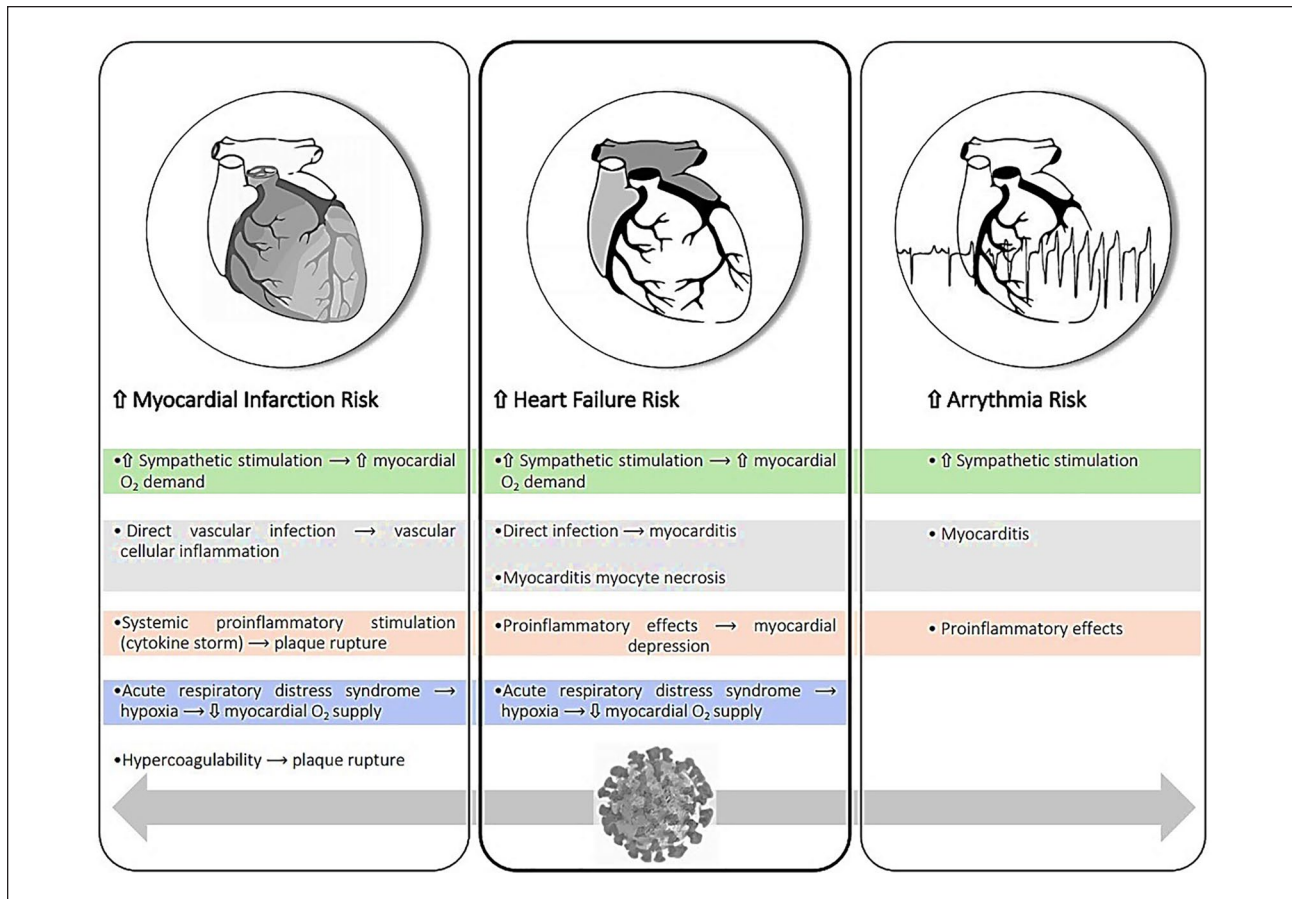 ⇧ Myocardial Infarction Risk
•⇧ Sympathetic stimulation → ⇧ myocardial
O₂ demand
• Direct vascular infection → vascular
cellular inflammation
•Systemic proinflammatory stimulation
(cytokine storm) → plaque rupture
•Acute respiratory distress syndrome →
hypoxia → ⇩ myocardial O₂ supply
•Hypercoagulability → plaque rupture
⇧ Heart Failure Risk
•⇧ Sympathetic stimulation → ⇧ myocardial
O₂ demand
•Direct infection → myocarditis
•Myocarditis myocyte necrosis
•Proinflammatory effects → myocardial
depression
•Acute respiratory distress syndrome →
hypoxia → ⇩ myocardial O₂ supply
⇧ Arrythmia Risk
• ⇧ Sympathetic stimulation
• Myocarditis
• Proinflammatory effects